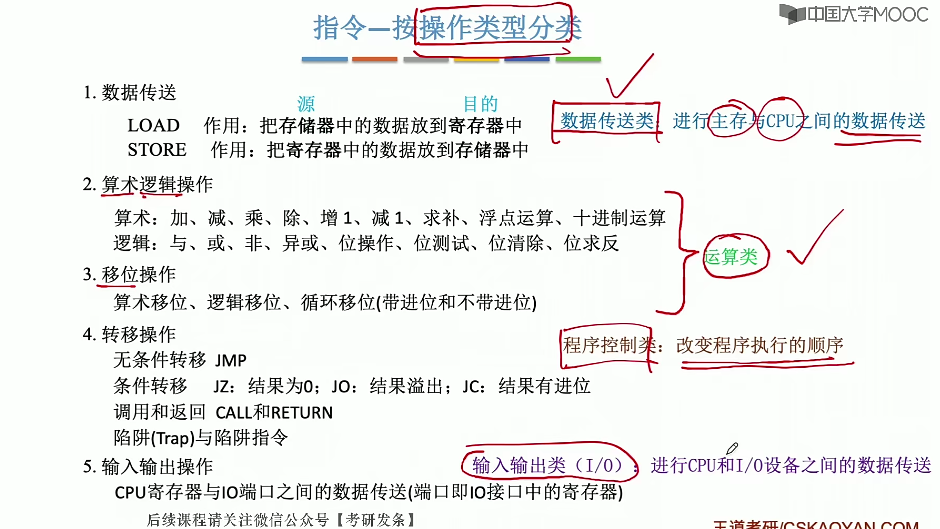 中国大学MOOC
指令—按操作类型分类
1. 数据传送
源 目的
LOAD 作用：把存储器中的数据放到寄存器中
STORE 作用：把寄存器中的数据放到存储器中
数据传送类：进行主存与CPU之间的数据传送
2. 算术逻辑操作
算术：加、减、乘、除、增 1、减 1、求补、浮点运算、十进制运算
逻辑：与、或、非、异或、位操作、位测试、位清除、位求反
运算类
3. 移位操作
算术移位、逻辑移位、循环移位(带进位和不带进位)
4. 转移操作
程序控制类：改变程序执行的顺序
无条件转移 JMP
条件转移 JZ：结果为0；JO：结果溢出；JC：结果有进位
调用和返回 CALL和RETURN
陷阱(Trap)与陷阱指令
5. 输入输出操作
输入输出类（I/O）：进行CPU和I/O设备之间的数据传送
CPU寄存器与IO端口之间的数据传送(端口即IO接口中的寄存器)
后续课程请关注微信公众号【考研发条】
王道考研/CSKAOYAN.COM